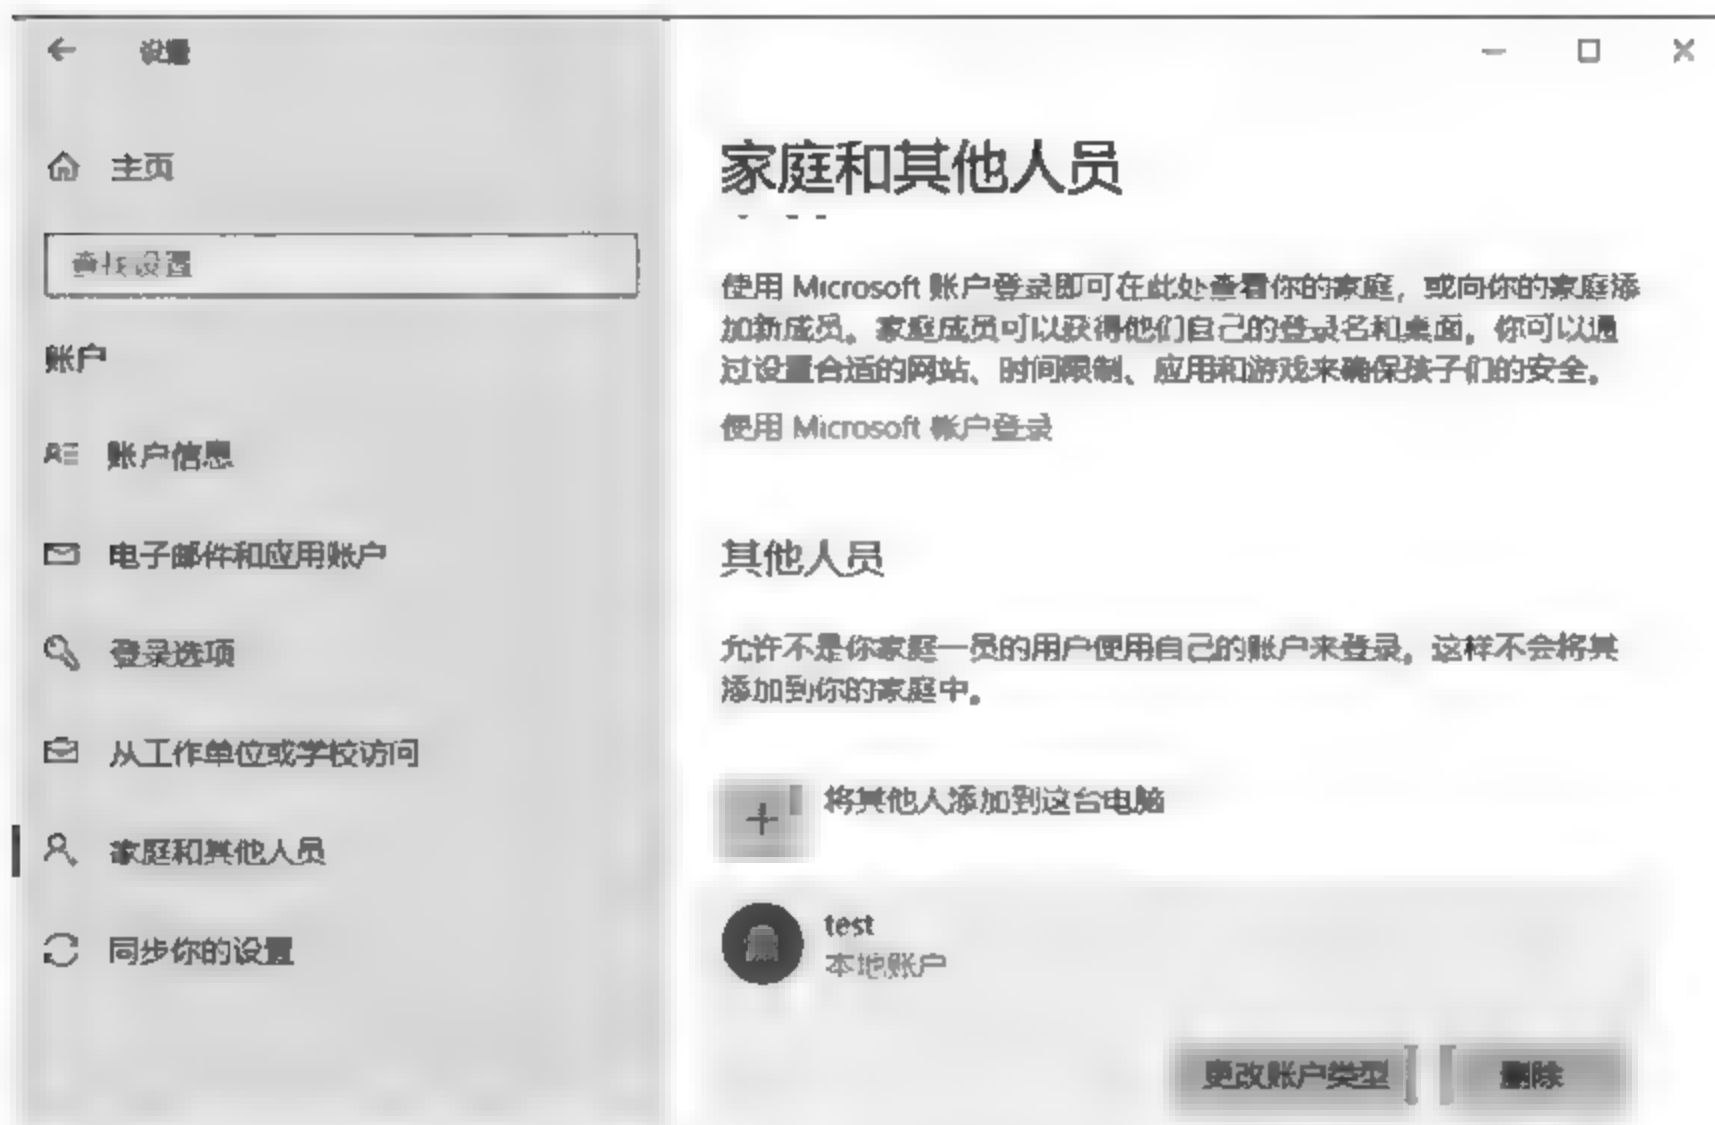 设置
主页
查找设置
账户
账户信息
电子邮件和应用账户
登录选项
从工作单位或学校访问
家庭和其他人员
同步你的设置
家庭和其他人员
使用 Microsoft 账户登录即可在此处查看你的家庭，或向你的家庭添
加新成员。家庭成员可以获得他们自己的登录名和桌面。你可以通
过设置合适的网站、时间限制、应用和游戏来确保孩子们的安全。
使用 Microsoft 帐户登录
其他人员
允许不是你家庭一员的用户使用自己的账户来登录。这样不会将其
添加到你的家庭中。
将其他人添加到这台电脑
test
本地账户
更改账户类型
删除